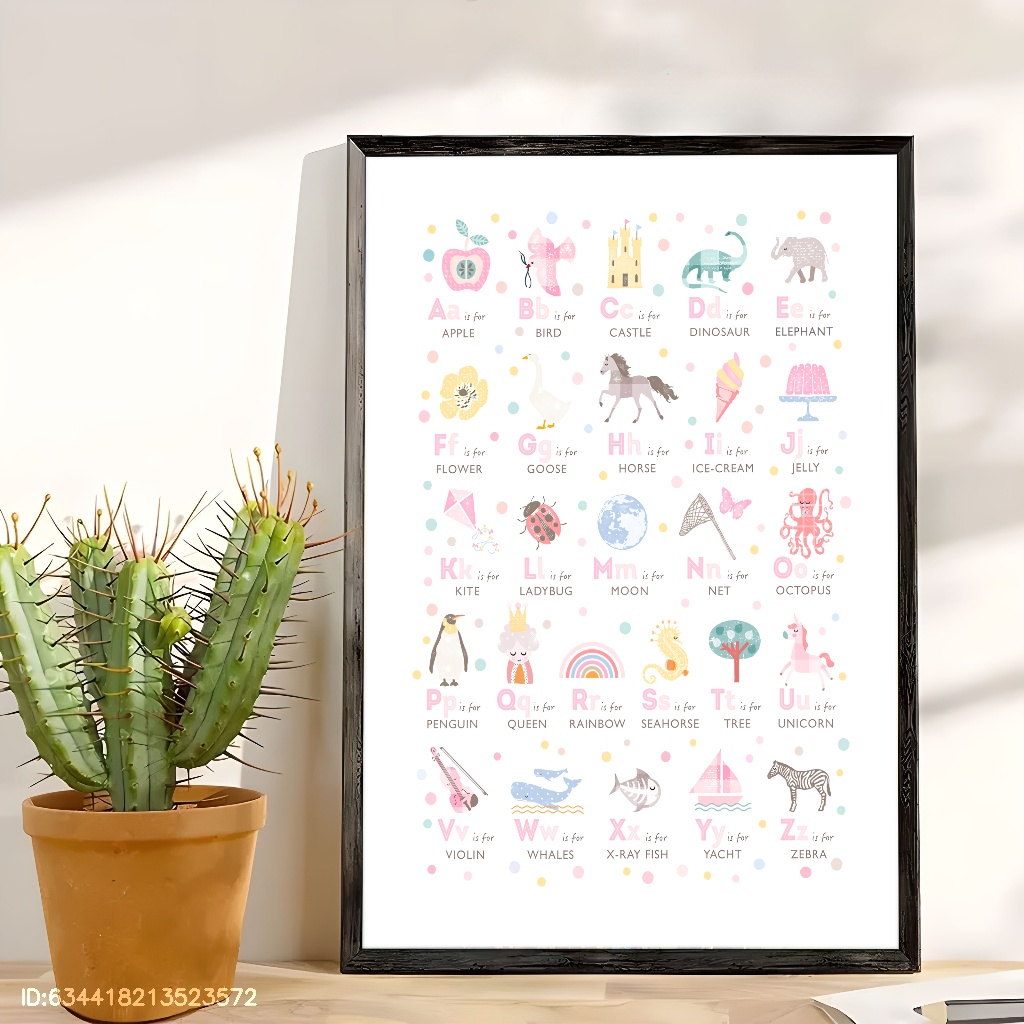 Aa is for Bb is for Cc is for Dd is for Ee is for
APPLE BIRD CASTLE DINOSAUR ELEPHANT
Ff is for Gg is for Hh is for Ii is for Jj is for
FLOWER GOOSE HORSE ICE-CREAM JELLY
Kk is for Ll is for Mm is for Nn is for Oo is for
KITE LADYBUG MOON NET OCTOPUS
Pp is for Qq is for Rr is for Ss is for Tt is for Uu is for
PENGUIN QUEEN RAINBOW SEAHORSE TREE UNICORN
Vv is for Ww is for Xx is for Yy is for Zz is for
VIOLIN WHALES X-RAY FISH YACHT ZEBRA
ID:634418213523572